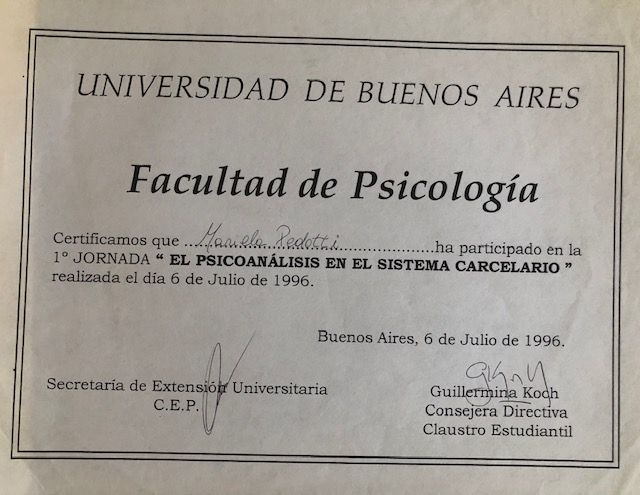 UNIVERSIDAD DE BUENOS AIRES
Facultad de Psicología
Certificamos que ....Mariela Pedotti....................ha participado en la
1º JORNADA “ EL PSICOANÁLISIS EN EL SISTEMA CARCELARIO ”
realizada el día 6 de Julio de 1996.
Buenos Aires, 6 de Julio de 1996.
Secretaría de Extensión Universitaria
C.E.P.
Guillermina Koch
Consejera Directiva
Claustro Estudiantil